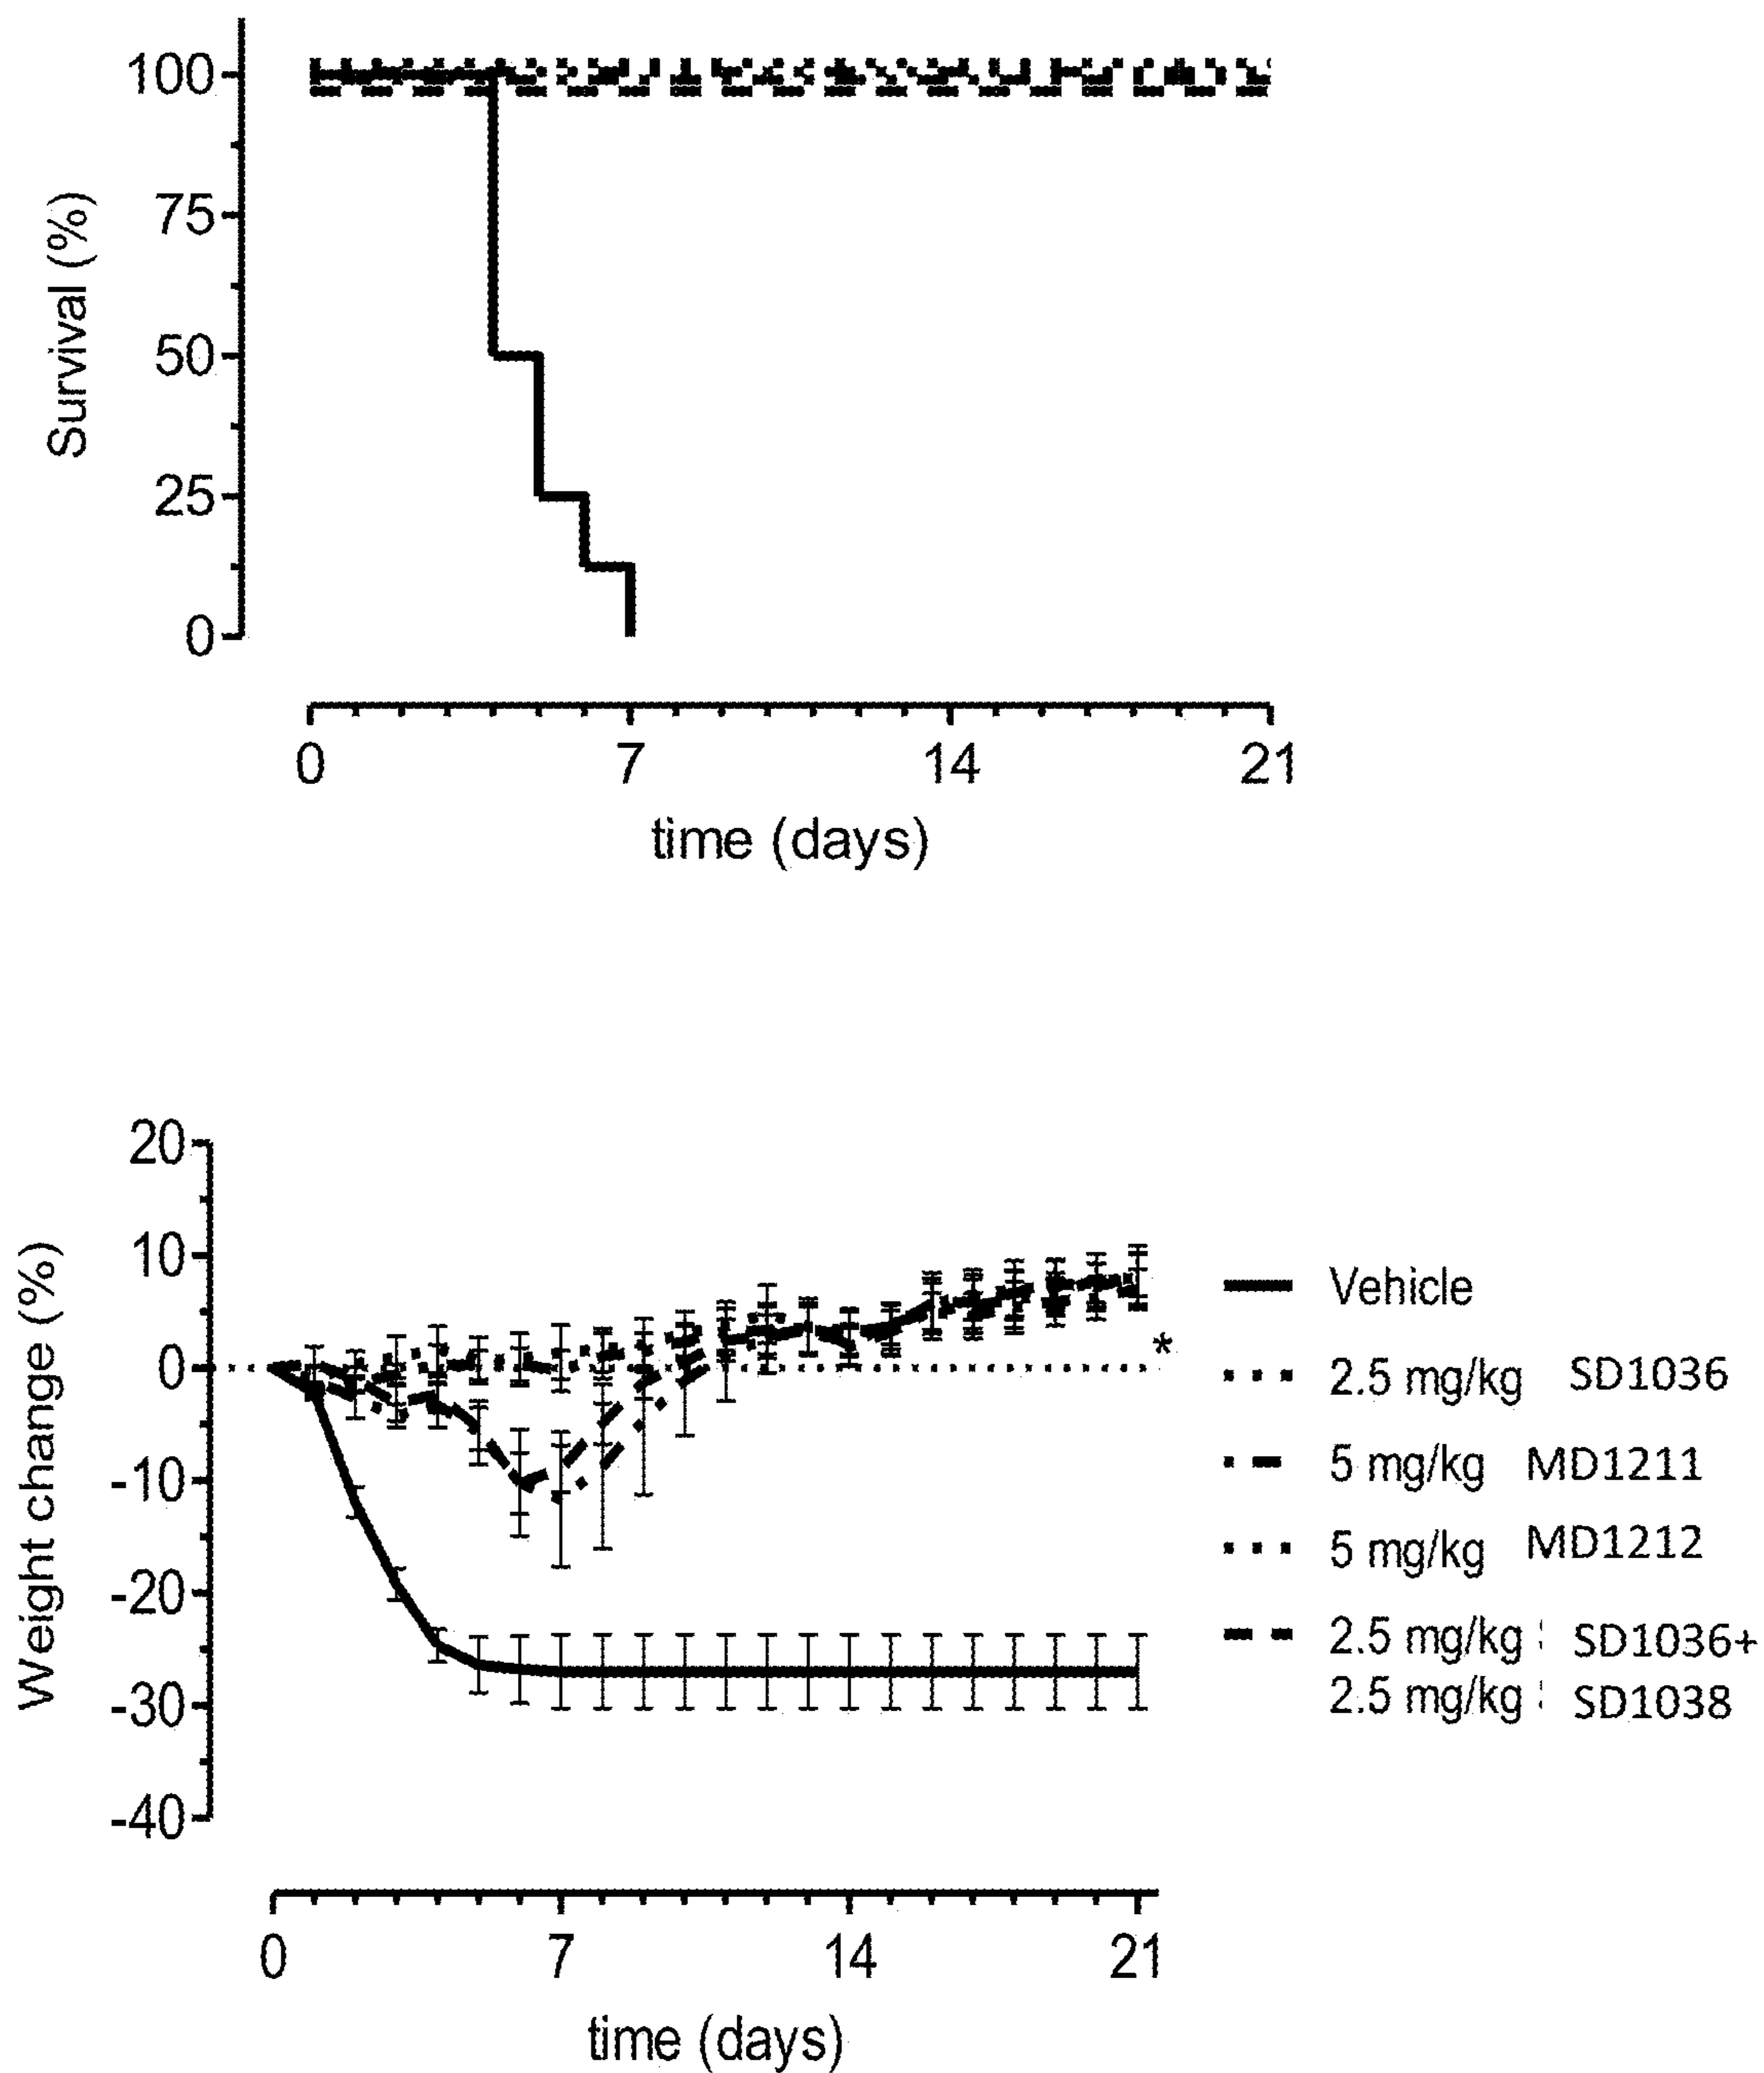 100
75
50
25
0
Survival (%)
0 7 14 21
time (days)
20
10
0
-10
-20
-30
-40
Weight change (%)
*
0 7 14 21
time (days)
Vehicle
2.5 mg/kg SD1036
5 mg/kg MD1211
5 mg/kg MD1212
2.5 mg/kg SD1036+
2.5 mg/kg SD1038